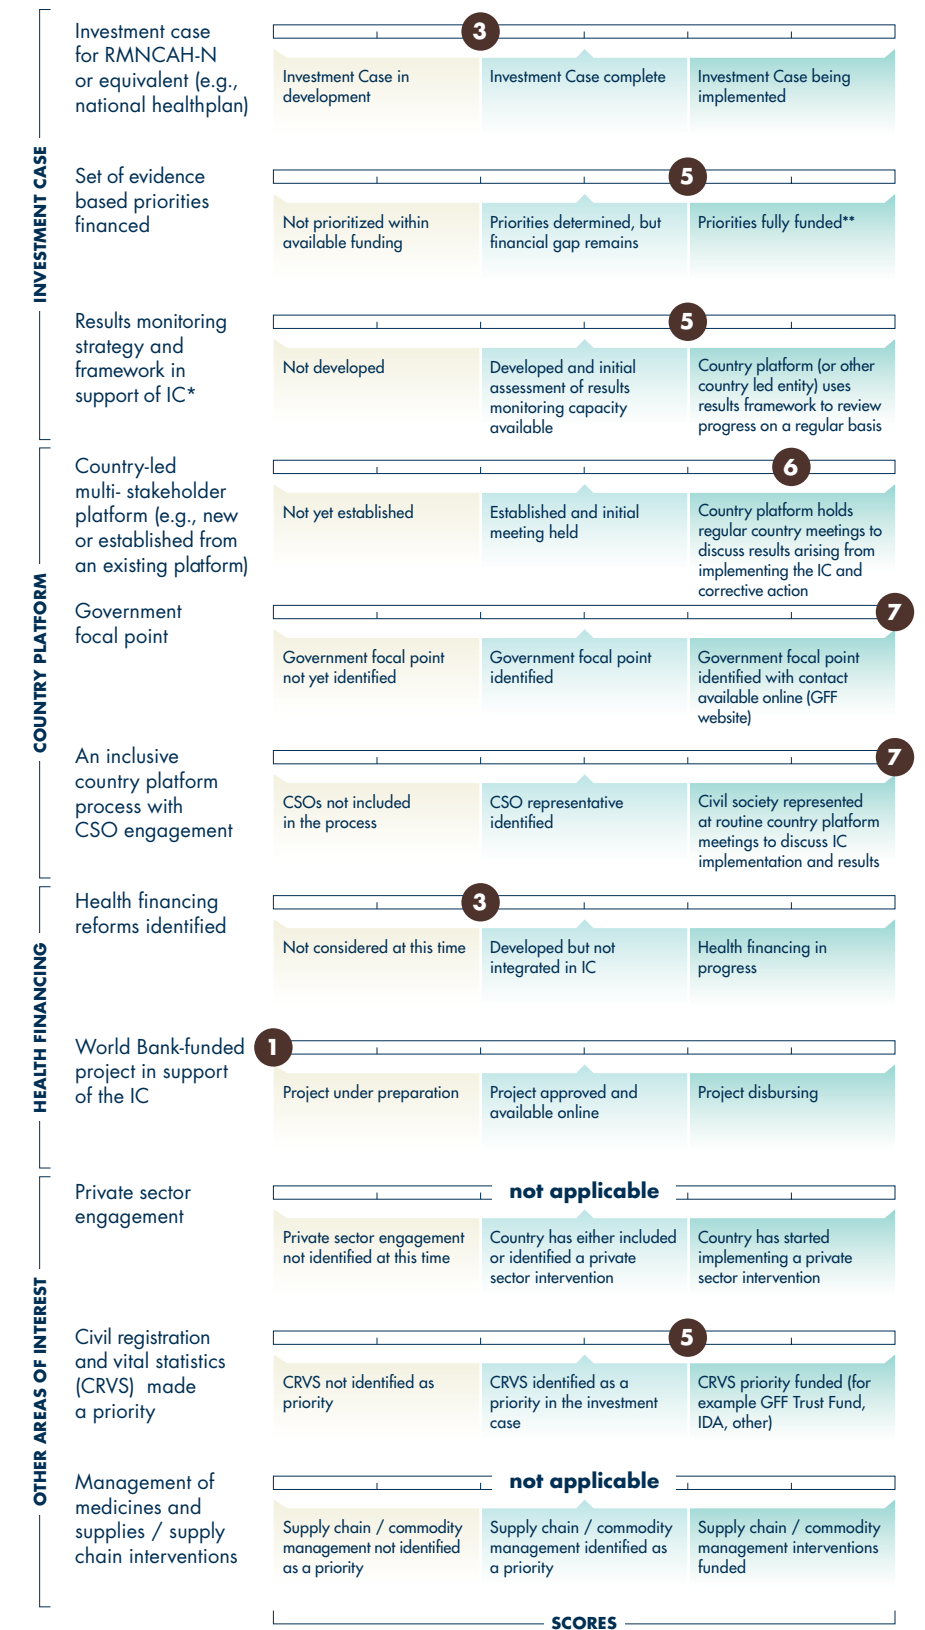 INVESTMENT CASE
Investment case
for RMNCAH-N
or equivalent (e.g.,
national healthplan)
3
Investment Case in
development
Investment Case complete
Investment Case being
implemented
Set of evidence
based priorities
financed
5
Not prioritized within
available funding
Priorities determined, but
financial gap remains
Priorities fully funded**
Results monitoring
strategy and
framework in
support of IC*
5
Not developed
Developed and initial
assessment of results
monitoring capacity
available
Country platform (or other
country led entity) uses
results framework to review
progress on a regular basis
COUNTRY PLATFORM
Country-led
multi- stakeholder
platform (e.g., new
or established from
an existing platform)
6
Not yet established
Established and initial
meeting held
Country platform holds
regular country meetings to
discuss results arising from
implementing the IC and
corrective action
Government
focal point
7
Government focal point
not yet identified
Government focal point
identified
Government focal point
identified with contact
available online (GFF
website)
An inclusive
country platform
process with
CSO engagement
7
CSOs not included
in the process
CSO representative
identified
Civil society represented
at routine country platform
meetings to discuss IC
implementation and results
HEALTH FINANCING
Health financing
reforms identified
3
Not considered at this time
Developed but not
integrated in IC
Health financing in
progress
World Bank-funded
project in support
of the IC
1
Project under preparation
Project approved and
available online
Project disbursing
OTHER AREAS OF INTEREST
Private sector
engagement
not applicable
Private sector engagement
not identified at this time
Country has either included
or identified a private
sector intervention
Country has started
implementing a private
sector intervention
Civil registration
and vital statistics
(CRVS) made
a priority
5
CRVS not identified as
priority
CRVS identified as a
priority in the investment
case
CRVS priority funded (for
example GFF Trust Fund,
IDA, other)
Management of
medicines and
supplies / supply
chain interventions
not applicable
Supply chain / commodity
management not identified
as a priority
Supply chain / commodity
management identified as
a priority
Supply chain / commodity
management interventions
funded
SCORES